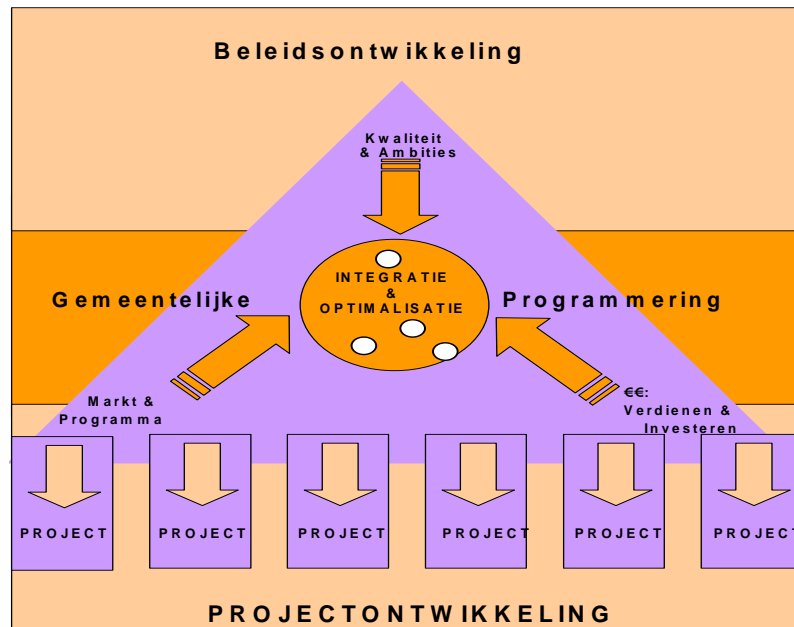 Beleidsontwikkeling
Kwaliteit
& Ambities
INTEGRATIE
&
OPTIMALISATIE
Gemeentelijke
Programmering
Markt &
Programma
€€:
Verdienen &
Investeren
PROJECT
PROJECT
PROJECT
PROJECT
PROJECT
PROJECT
PROJECTONTWIKKELING